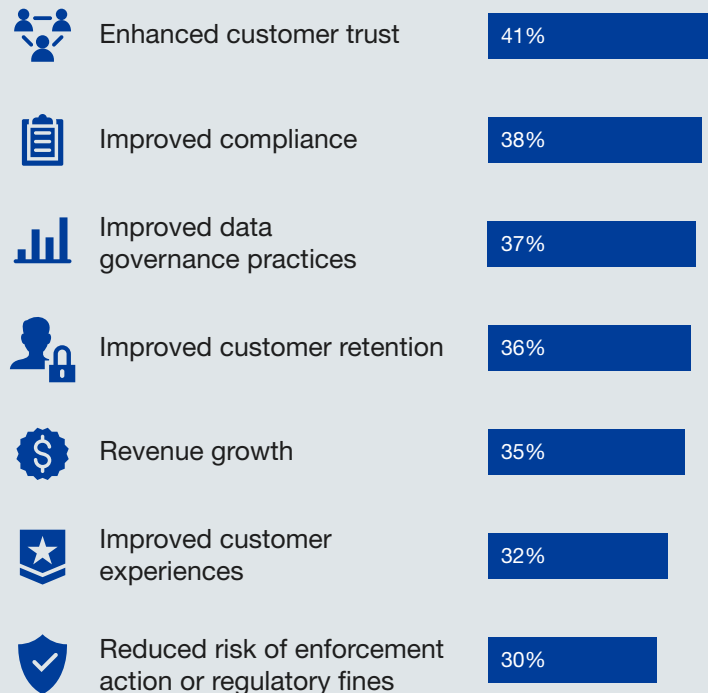 Enhanced customer trust 41%
Improved compliance 38%
Improved data
governance practices 37%
Improved customer retention 36%
$ Revenue growth 35%
Improved customer
experiences 32%
Reduced risk of enforcement
action or regulatory fines 30%